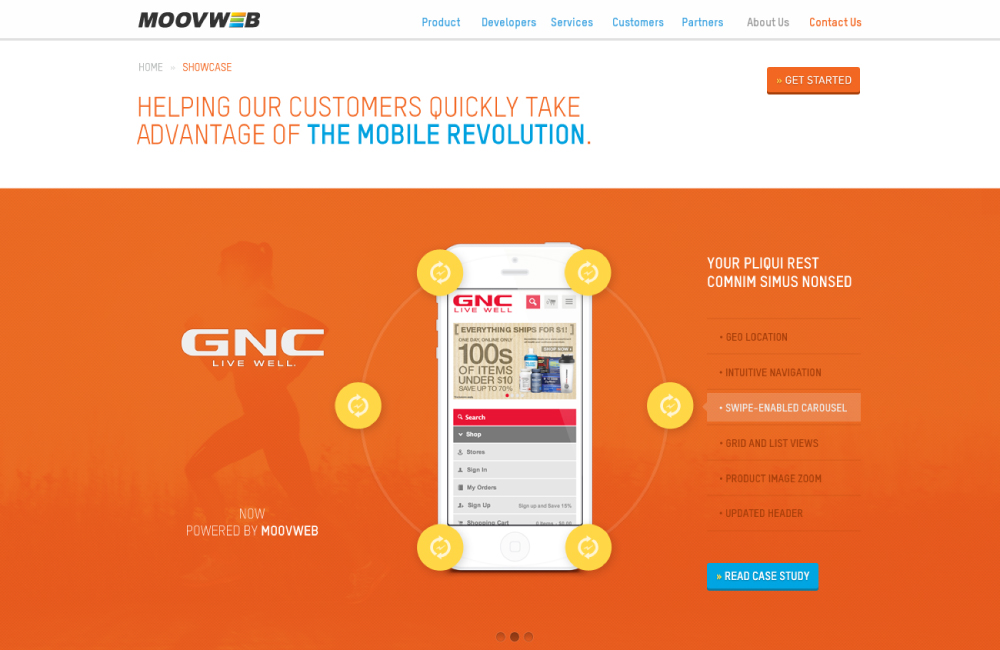 MOOVWEB
Product Developers Services Customers Partners About Us Contact Us
HOME » SHOWCASE
» GET STARTED
HELPING OUR CUSTOMERS QUICKLY TAKE
ADVANTAGE OF THE MOBILE REVOLUTION.
GNC
LIVE WELL.
NOW
POWERED BY MOOVWEB
GNC
LIVE WELL
EVERYTHING SHIPS FOR $1!
ONE DAY, ONLINE ONLY
100s
OF ITEMS
UNDER $10
SAVE UP TO 70%
SHOP NOW
Search
Shop
Stores
Sign In
My Orders
Sign Up Sign up and Save 15%
Shopping Cart 0 Items - $0.00
YOUR PLIQUI REST
COMNIM SIMUS NONSED
• GEO LOCATION
• INTUITIVE NAVIGATION
• SWIPE-ENABLED CAROUSEL
• GRID AND LIST VIEWS
• PRODUCT IMAGE ZOOM
• UPDATED HEADER
» READ CASE STUDY